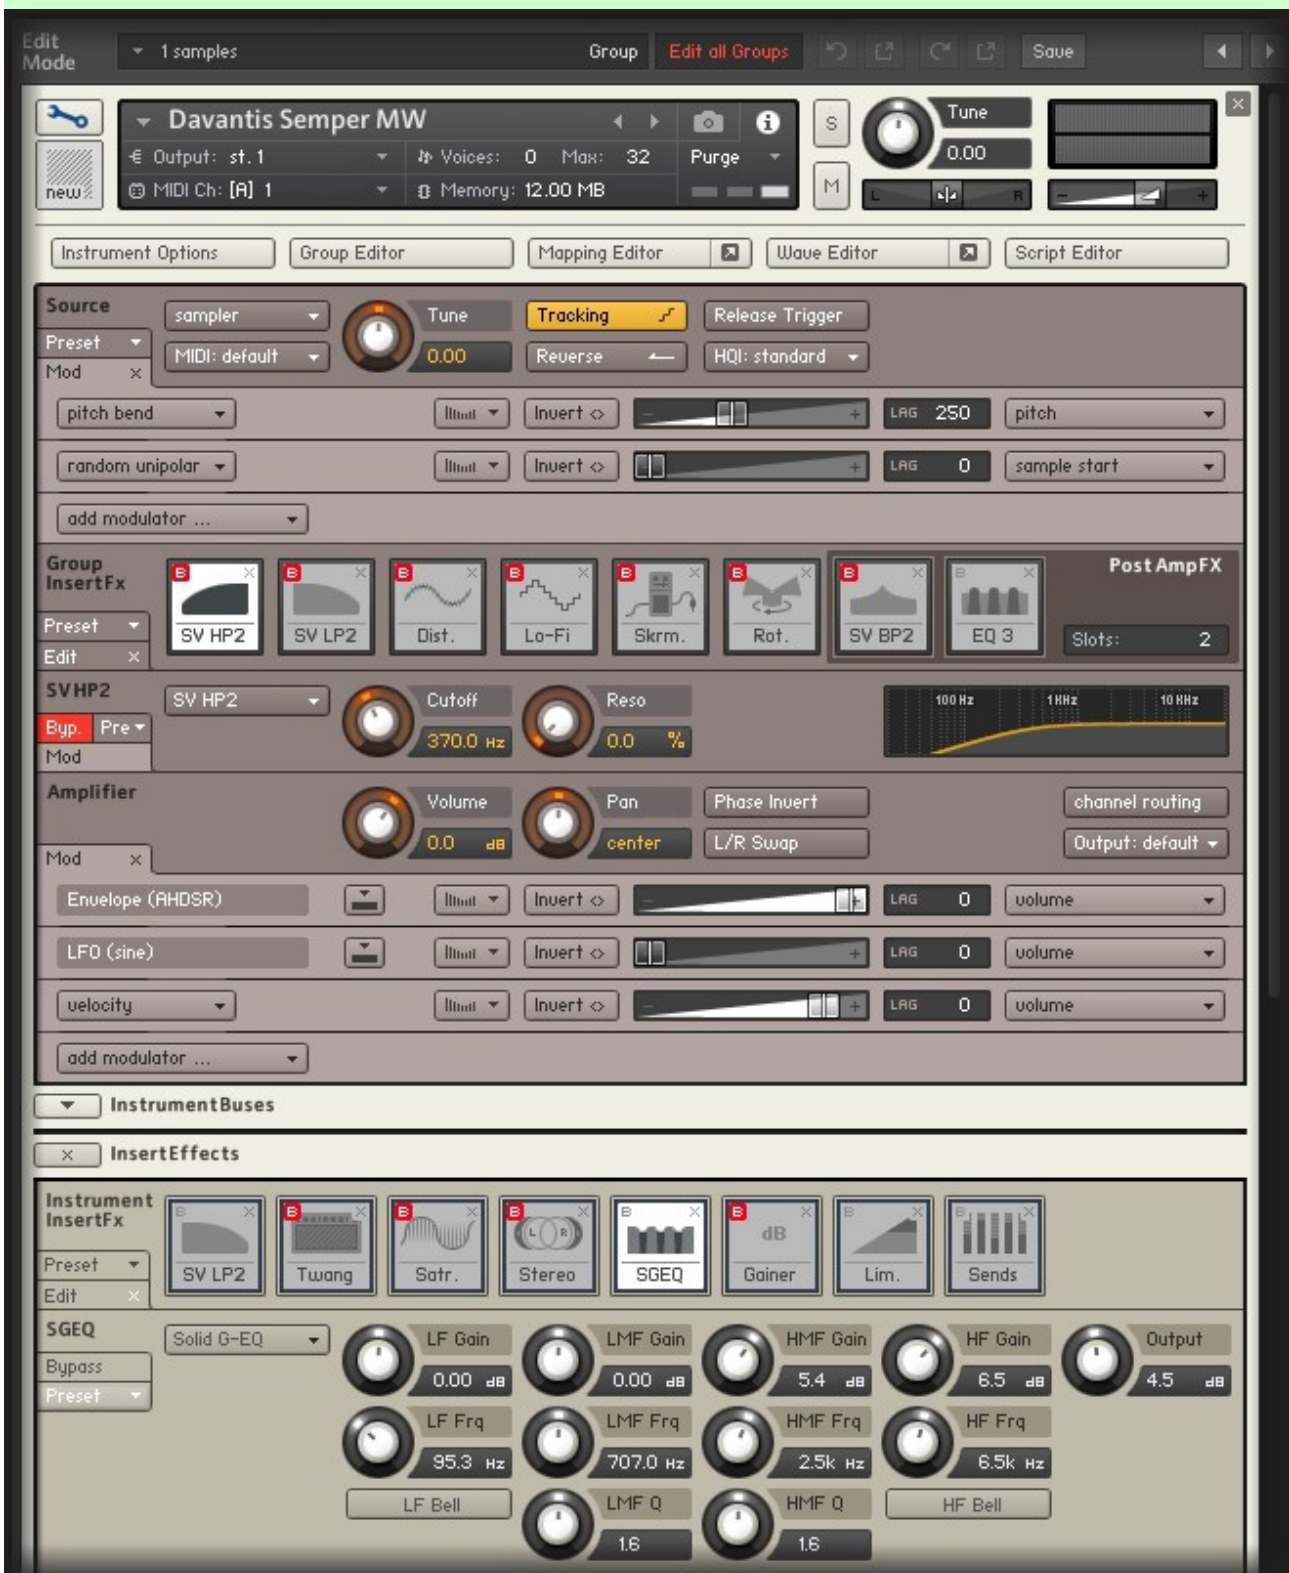 Edit Mode
1 samples Group Edit all Groups Save
Davantis Semper MW
new
Output: st.1 Voices: 0 Max: 32 Purge
MIDI Ch: [A] 1 Memory: 12.00 MB
S
M
Tune
0.00
L R
- +
Instrument Options Group Editor Mapping Editor Wave Editor Script Editor
Source
Preset
Mod
sampler Tune Tracking Release Trigger
MIDI: default 0.00 Reverse HQI: standard
pitch bend Invert - + LAG 250 pitch
random unipolar Invert + LAG 0 sample start
add modulator ...
Group InsertFx
Preset
Edit
B SV HP2 B SV LP2 B Dist. B Lo-Fi B Skrm. B Rot. B SV BP2 B EQ 3
Post Amp FX
Slots: 2
SV HP2
Byp. Pre
Mod
SV HP2 Cutoff Reso 100 Hz 1 KHz 10 KHz
370.0 Hz 0.0 %
Amplifier
Mod
Volume Pan Phase Invert channel routing
0.0 dB center L/R Swap Output: default
Envelope (AHDSR) Invert - + LAG 0 volume
LFO (sine) Invert + LAG 0 volume
velocity Invert - + LAG 0 volume
add modulator ...
Instrument Buses
Insert Effects
Instrument InsertFx
Preset
Edit
B SV LP2 B Twang B Satr. B L R Stereo B SGEQ B dB Gainer B Lim. B Sends
SGEQ
Bypass
Preset
Solid G-EQ LF Gain LMF Gain HMF Gain HF Gain Output
0.00 dB 0.00 dB 5.4 dB 6.5 dB 4.5 dB
LF Frq LMF Frq HMF Frq HF Frq
95.3 Hz 707.0 Hz 2.5k Hz 6.5k Hz
LF Bell LMF Q HMF Q HF Bell
1.6 1.6